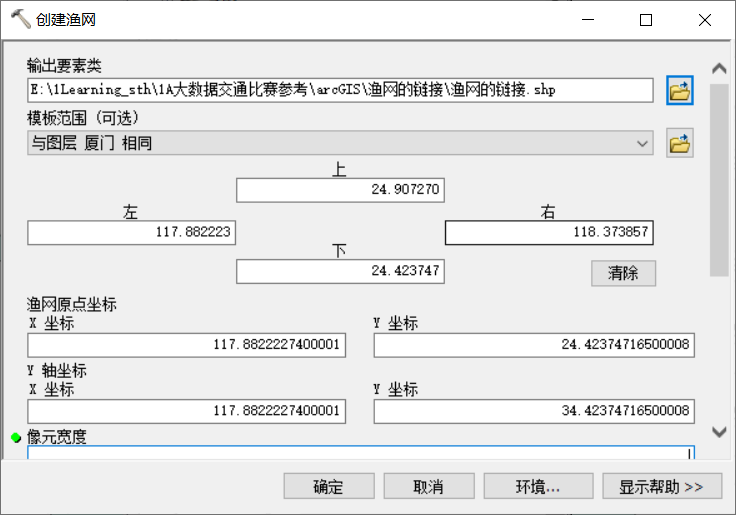 创建渔网
输出要素类
E:\1Learning_sth\1A大数据交通比赛参考\arcGIS\渔网的链接\渔网的链接.shp
模板范围 (可选)
与图层 厦门 相同
上
24.907270
左 右
117.882223 118.373857
下
24.423747
清除
渔网原点坐标
X 坐标 Y 坐标
117.8822227400001 24.42374716500008
Y 轴坐标
X 坐标 Y 坐标
117.8822227400001 34.42374716500008
像元宽度
确定 取消 环境... 显示帮助 >>